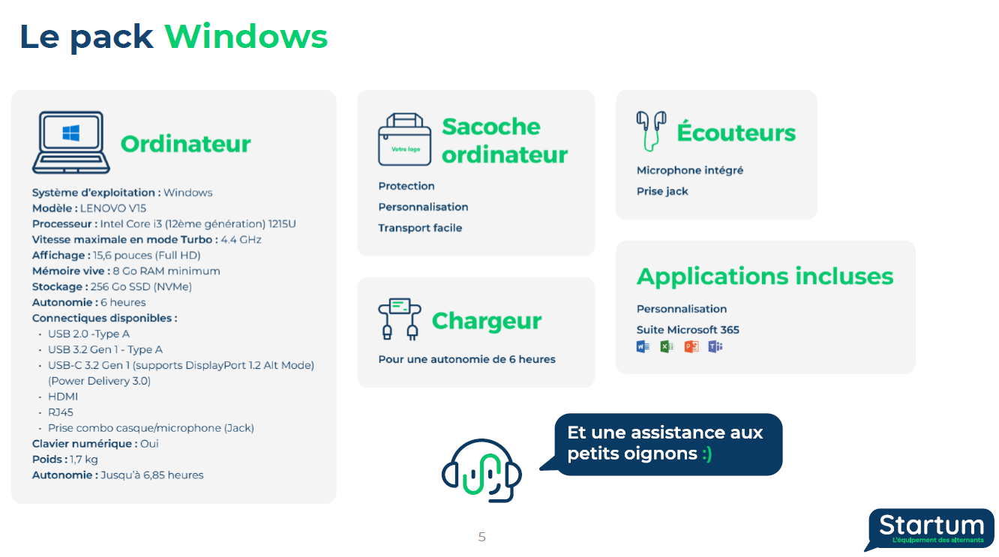 Le pack Windows
Ordinateur
Système d'exploitation : Windows
Modèle : LENOVO V15
Processeur : Intel Core i3 (12ème génération) 1215U
Vitesse maximale en mode Turbo : 4.4 GHz
Affichage : 15,6 pouces (Full HD)
Mémoire vive : 8 Go RAM minimum
Stockage : 256 Go SSD (NVMe)
Autonomie : 6 heures
Connectiques disponibles :
• USB 2.0 -Type A
• USB 3.2 Gen 1 - Type A
• USB-C 3.2 Gen 1 (supports DisplayPort 1.2 Alt Mode)
(Power Delivery 3.0)
• HDMI
• RJ45
• Prise combo casque/microphone (Jack)
Clavier numérique : Oui
Poids : 1,7 kg
Autonomie : Jusqu'à 6,85 heures
Votre logo
Sacoche
ordinateur
Protection
Personnalisation
Transport facile
Chargeur
Pour une autonomie de 6 heures
Écouteurs
Microphone intégré
Prise jack
Applications incluses
Personnalisation
Suite Microsoft 365
W X P T
Et une assistance aux
petits oignons :)
5
Startum
L'équipement des alternants